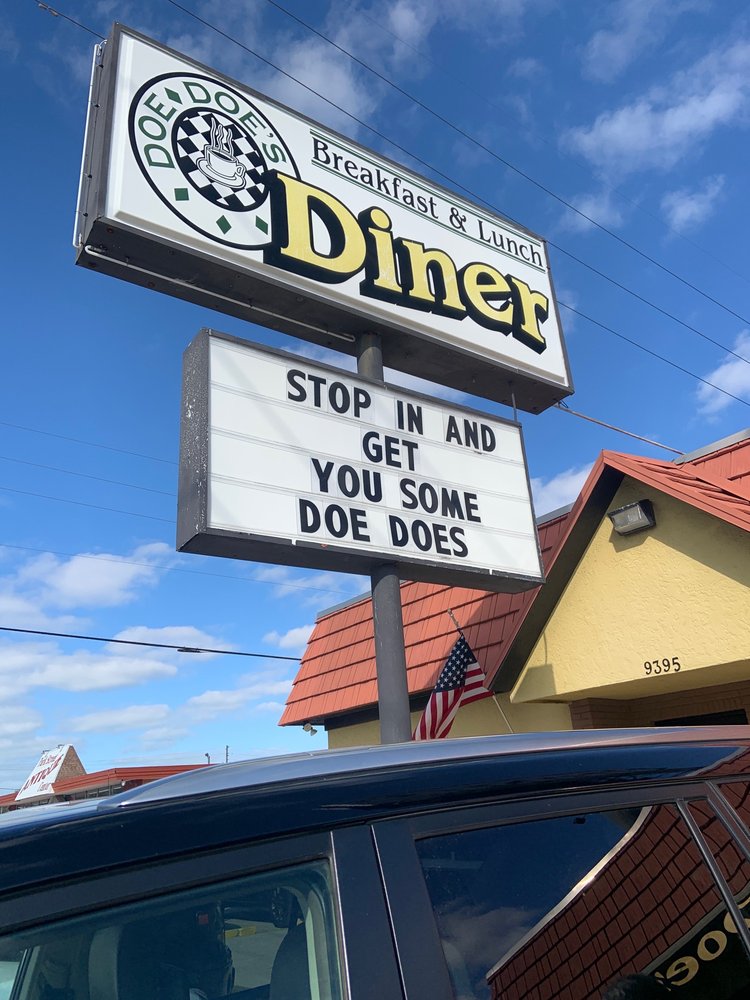 DOE DOE'S
Breakfast & Lunch
Diner
STOP IN AND
GET
YOU SOME
DOE DOES
9395